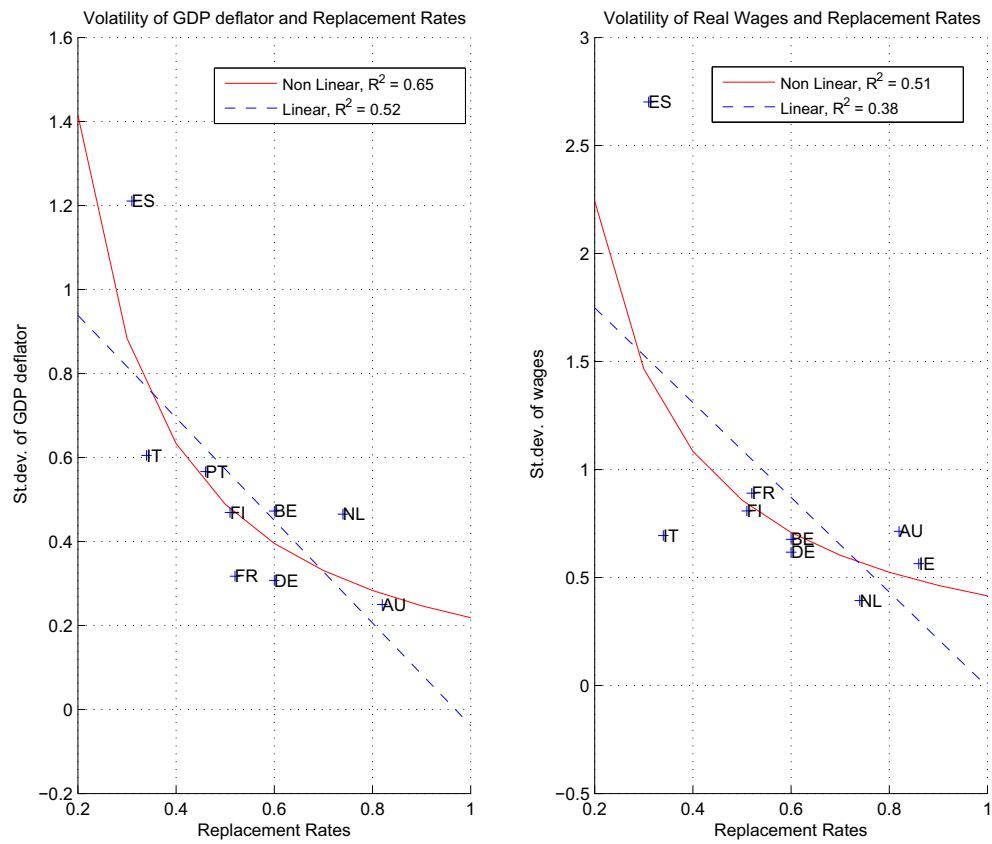 Volatility of GDP deflator and Replacement Rates
Non Linear, R² = 0.65
Linear, R² = 0.52
St.dev. of GDP deflator
1.6
1.4
1.2
1
0.8
0.6
0.4
0.2
0
−0.2
ES
IT
PT
FI
BE
NL
FR
DE
AU
0.2 0.4 0.6 0.8 1
Replacement Rates
Volatility of Real Wages and Replacement Rates
Non Linear, R² = 0.51
Linear, R² = 0.38
St.dev. of wages
3
2.5
2
1.5
1
0.5
0
−0.5
ES
FR
FI
IT
BE
DE
AU
IE
NL
0.2 0.4 0.6 0.8 1
Replacement Rates